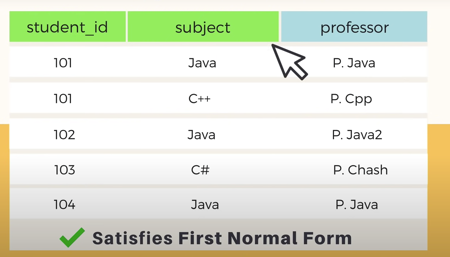 student_id subject professor
101 Java P. Java
101 C++ P. Cpp
102 Java P. Java2
103 C# P. Chash
104 Java P. Java
Satisfies First Normal Form